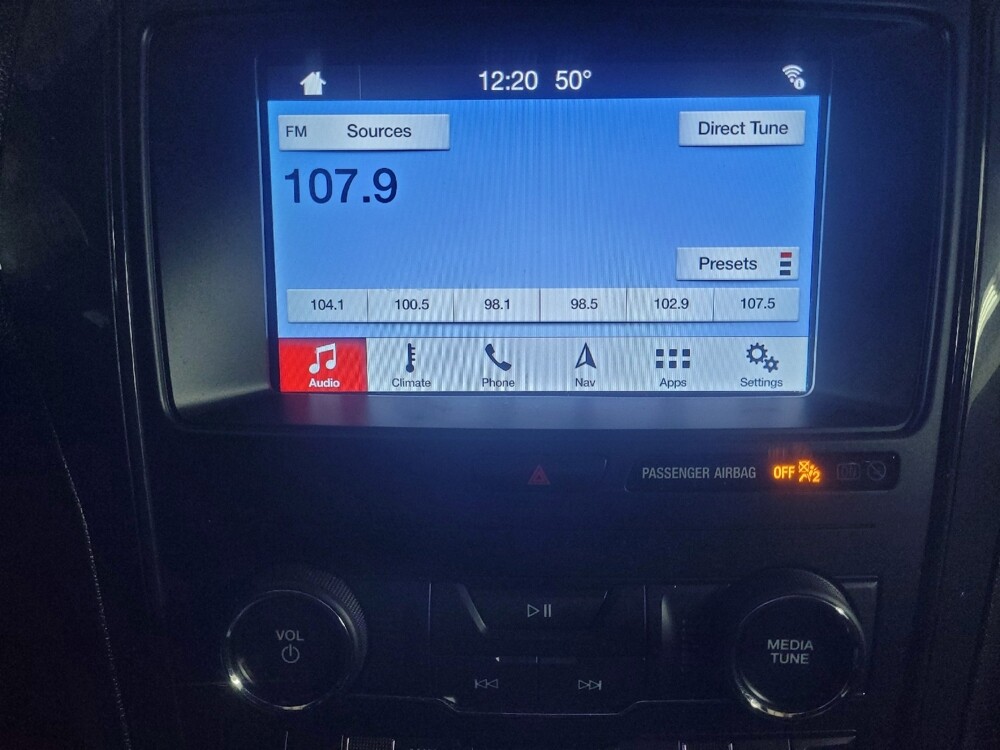 12:20 50°
FM Sources
Direct Tune
107.9
Presets
104.1 100.5 98.1 98.5 102.9 107.5
Audio Climate Phone Nav Apps Settings
PASSENGER AIRBAG OFF 2
VOL
MEDIA
TUNE